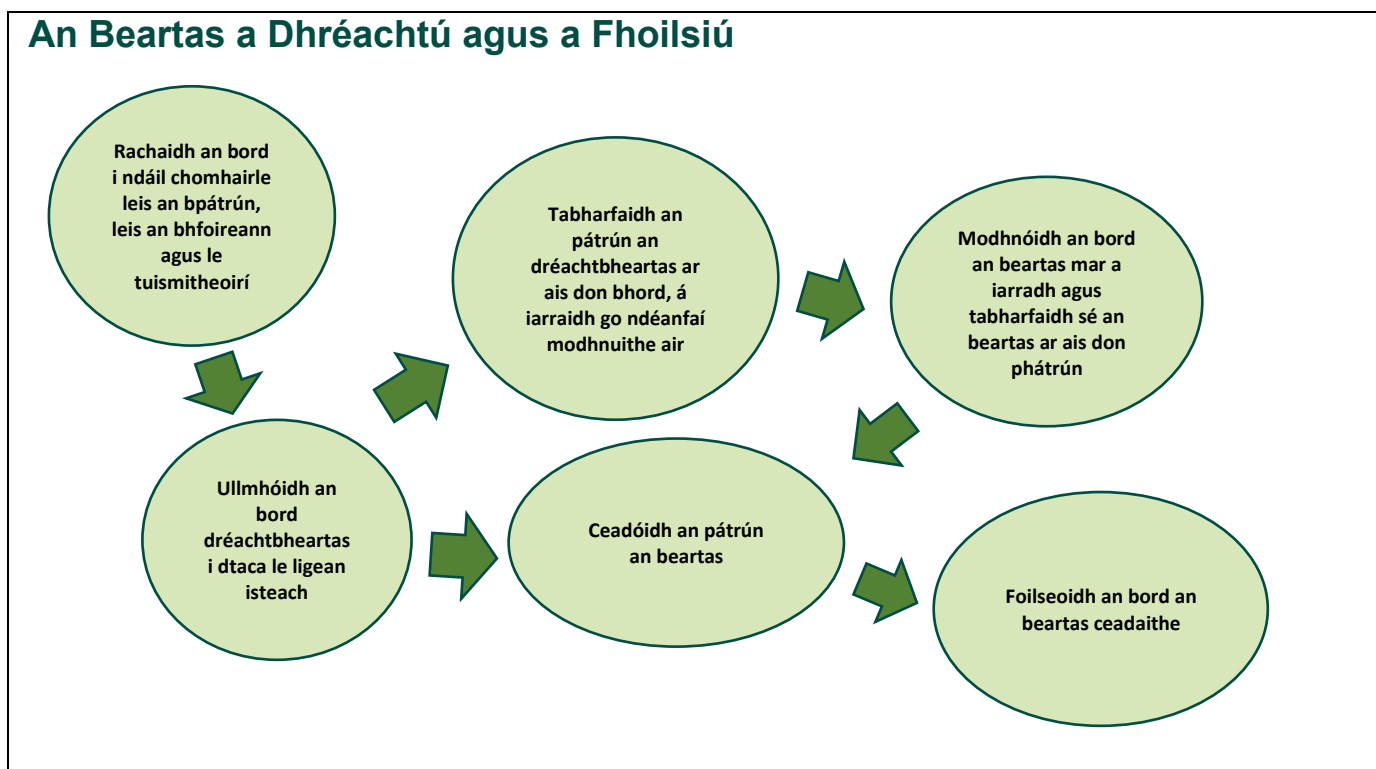 An Beartas a Dhréachtú agus a Fhoilsiú
Rachaidh an bord
i ndáil chomhairle
leis an bpátrún,
leis an bhfoireann
agus le
tuismitheoirí
Ullmhóidh an
bord
dréachtbheartas
i dtaca le ligean
isteach
Tabharfaidh an
pátrún an
dréachtbheartas ar
ais don bhord, á
iarraidh go ndéanfaí
modhnuithe air
Modhnóidh an bord
an beartas mar a
iarradh agus
tabharfaidh sé an
beartas ar ais don
phátrún
Ceadóidh an pátrún
an beartas
Foilseoidh an bord an
beartas ceadaithe